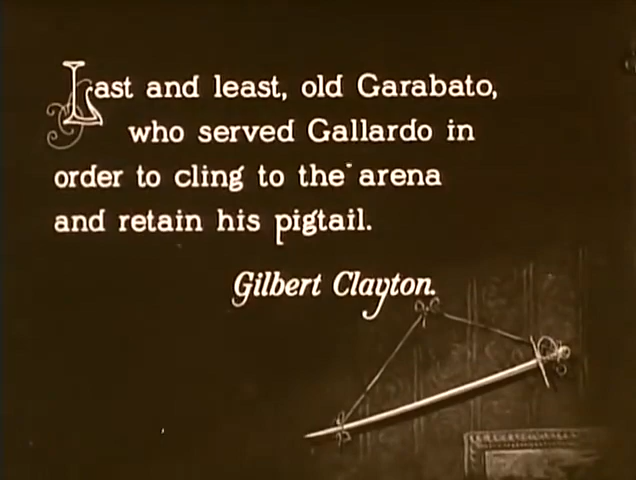 Last and least, old Garabato,
who served Gallardo in
order to cling to the arena
and retain his pigtail.
Gilbert Clayton.